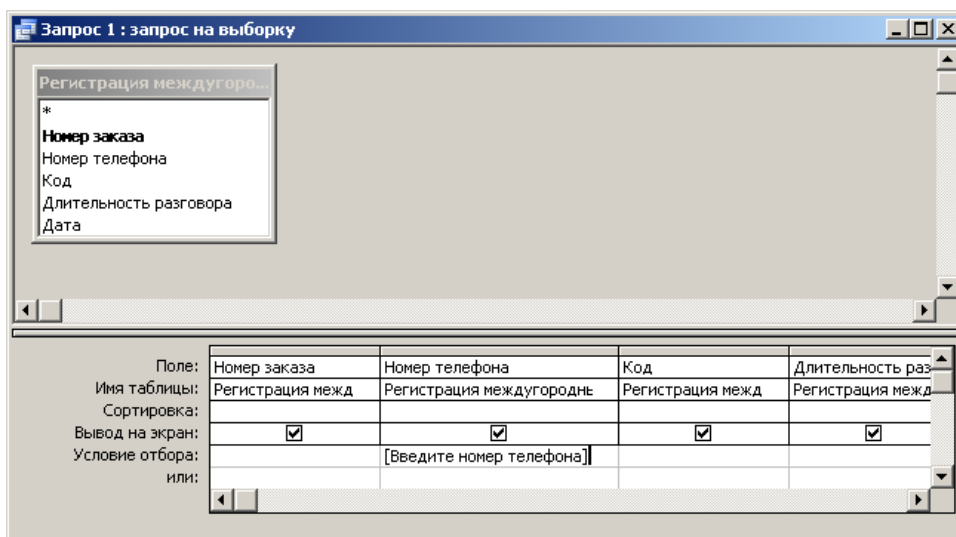 Запрос 1 : запрос на выборку
Регистрация междугоро...
*
Номер заказа
Номер телефона
Код
Длительность разговора
Дата
Поле: Номер заказа Номер телефона Код Длительность раз
Имя таблицы: Регистрация межд Регистрация междугородны Регистрация межд Регистрация межд
Сортировка:
Вывод на экран:
Условие отбора: [Введите номер телефона]
или: